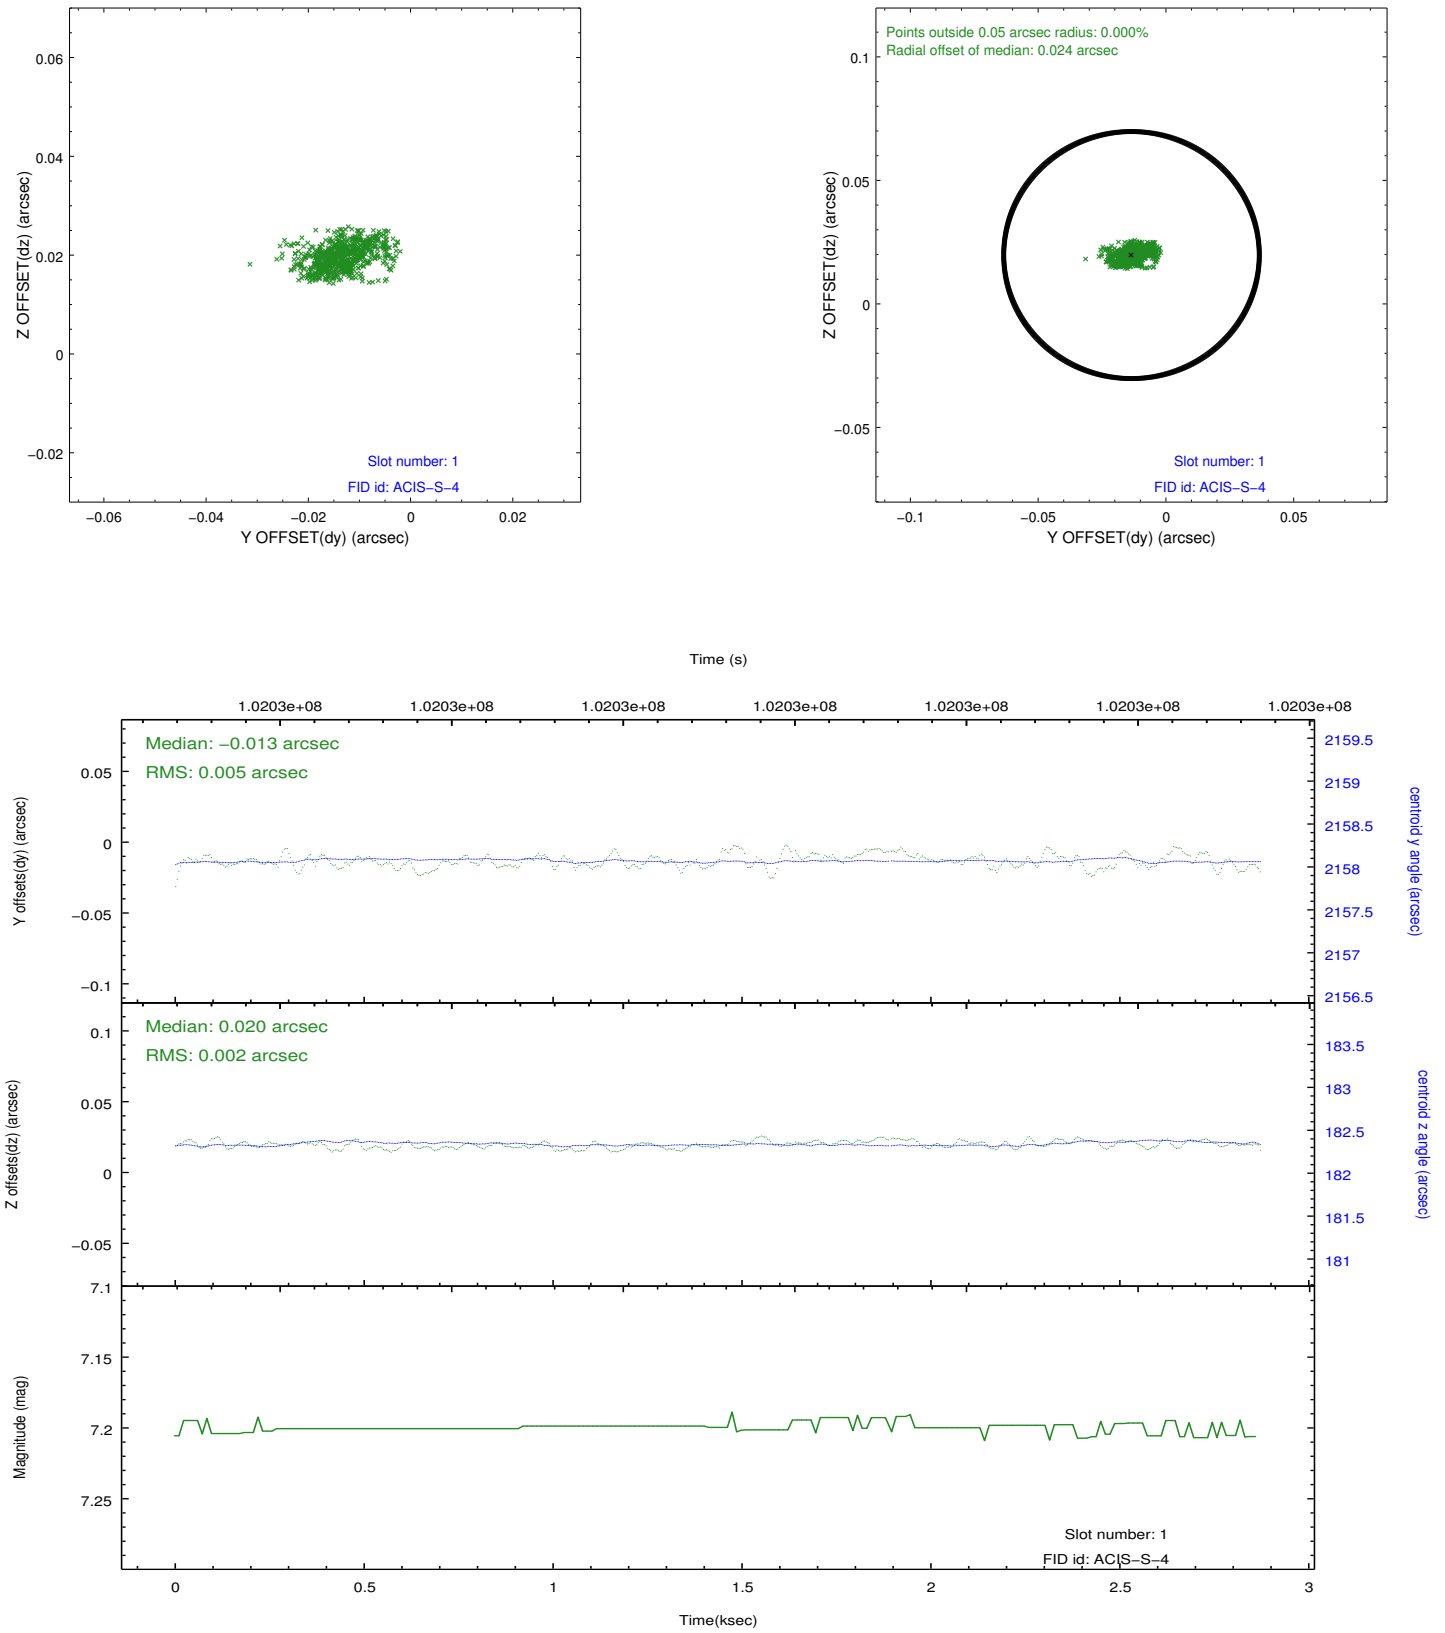 0.06
0.04
0.02
0
−0.02
Z OFFSET(dz) (arcsec)
Slot number: 1
FID id: ACIS−S−4
−0.06
−0.04
−0.02
0
0.02
Y OFFSET(dy) (arcsec)
Points outside 0.05 arcsec radius: 0.000%
Radial offset of median: 0.024 arcsec
0.1
0.05
0
−0.05
Z OFFSET(dz) (arcsec)
Slot number: 1
FID id: ACIS−S−4
−0.1
−0.05
0
0.05
Y OFFSET(dy) (arcsec)
Time (s)
1.0203e+08
1.0203e+08
1.0203e+08
1.0203e+08
1.0203e+08
1.0203e+08
1.0203e+08
Median: −0.013 arcsec
RMS: 0.005 arcsec
0.05
0
−0.05
−0.1
Y offsets(dy) (arcsec)
2159.5
2159
2158.5
2158
2157.5
2157
2156.5
centroid y angle (arcsec)
Median: 0.020 arcsec
RMS: 0.002 arcsec
0.1
0.05
0
−0.05
Z offsets(dz) (arcsec)
183.5
183
182.5
182
181.5
181
centroid z angle (arcsec)
7.1
7.15
7.2
7.25
Magnitude (mag)
Slot number: 1
FID id: ACIS−S−4
0
0.5
1
1.5
2
2.5
3
Time(ksec)